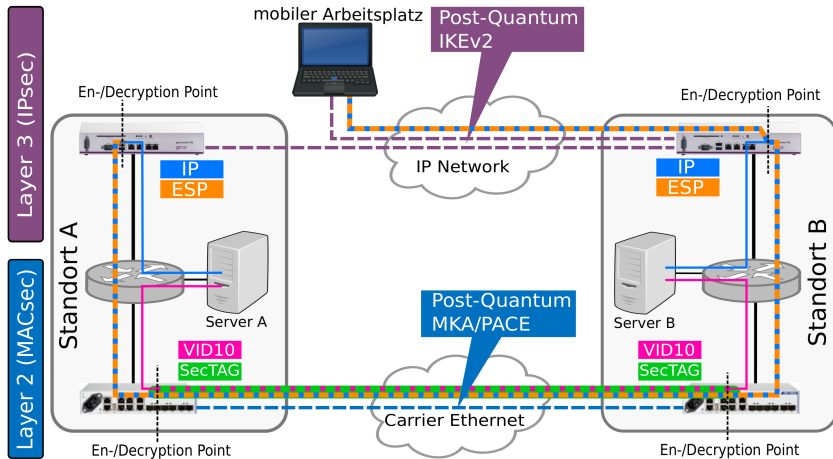 mobiler Arbeitsplatz
Post-Quantum
IKEv2
Layer 3 (IPsec)
En-/Decryption Point
En-/Decryption Point
IP
ESP
IP Network
IP
ESP
Standort A
Server A
Server B
Standort B
Layer 2 (MACsec)
Post-Quantum
MKA/PACE
VID10
SecTAG
VID10
SecTAG
Carrier Ethernet
En-/Decryption Point
En-/Decryption Point